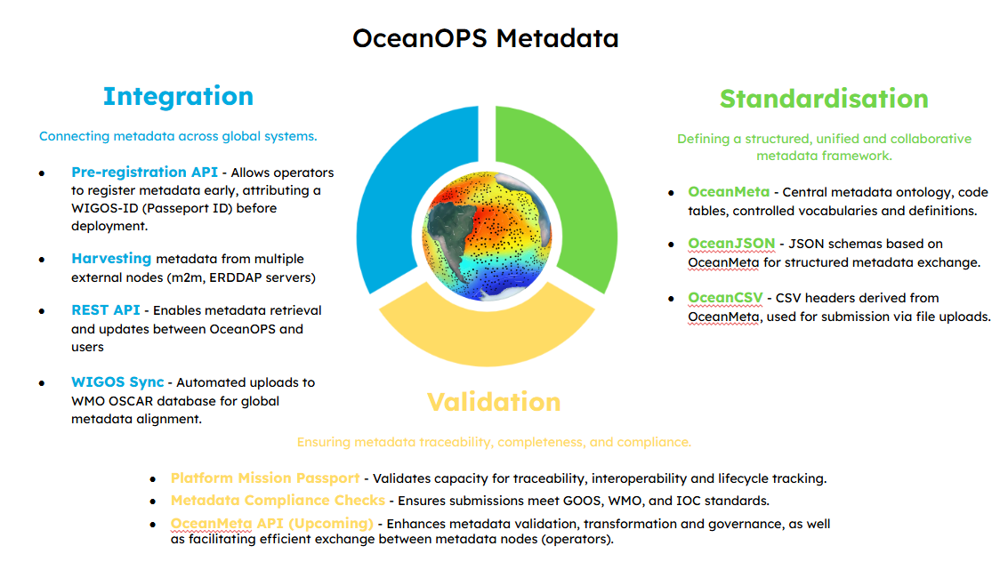 OceanOPS Metadata
Integration
Connecting metadata across global systems.
• Pre-registration API - Allows operators
to register metadata early, attributing a
WIGOS-ID (Passeport ID) before
deployment.
• Harvesting metadata from multiple
external nodes (m2m, ERDDAP servers)
• REST API - Enables metadata retrieval
and updates between OceanOPS and
users
• WIGOS Sync - Automated uploads to
WMO OSCAR database for global
metadata alignment.
Standardisation
Defining a structured, unified and collaborative
metadata framework.
• OceanMeta - Central metadata ontology, code
tables, controlled vocabularies and definitions.
• OceanJSON - JSON schemas based on
OceanMeta for structured metadata exchange.
• OceanCSV - CSV headers derived from
OceanMeta, used for submission via file uploads.
Validation
Ensuring metadata traceability, completeness, and compliance.
• Platform Mission Passport - Validates capacity for traceability, interoperability and lifecycle tracking.
• Metadata Compliance Checks - Ensures submissions meet GOOS, WMO, and IOC standards.
• OceanMeta API (Upcoming) - Enhances metadata validation, transformation and governance, as well
as facilitating efficient exchange between metadata nodes (operators).